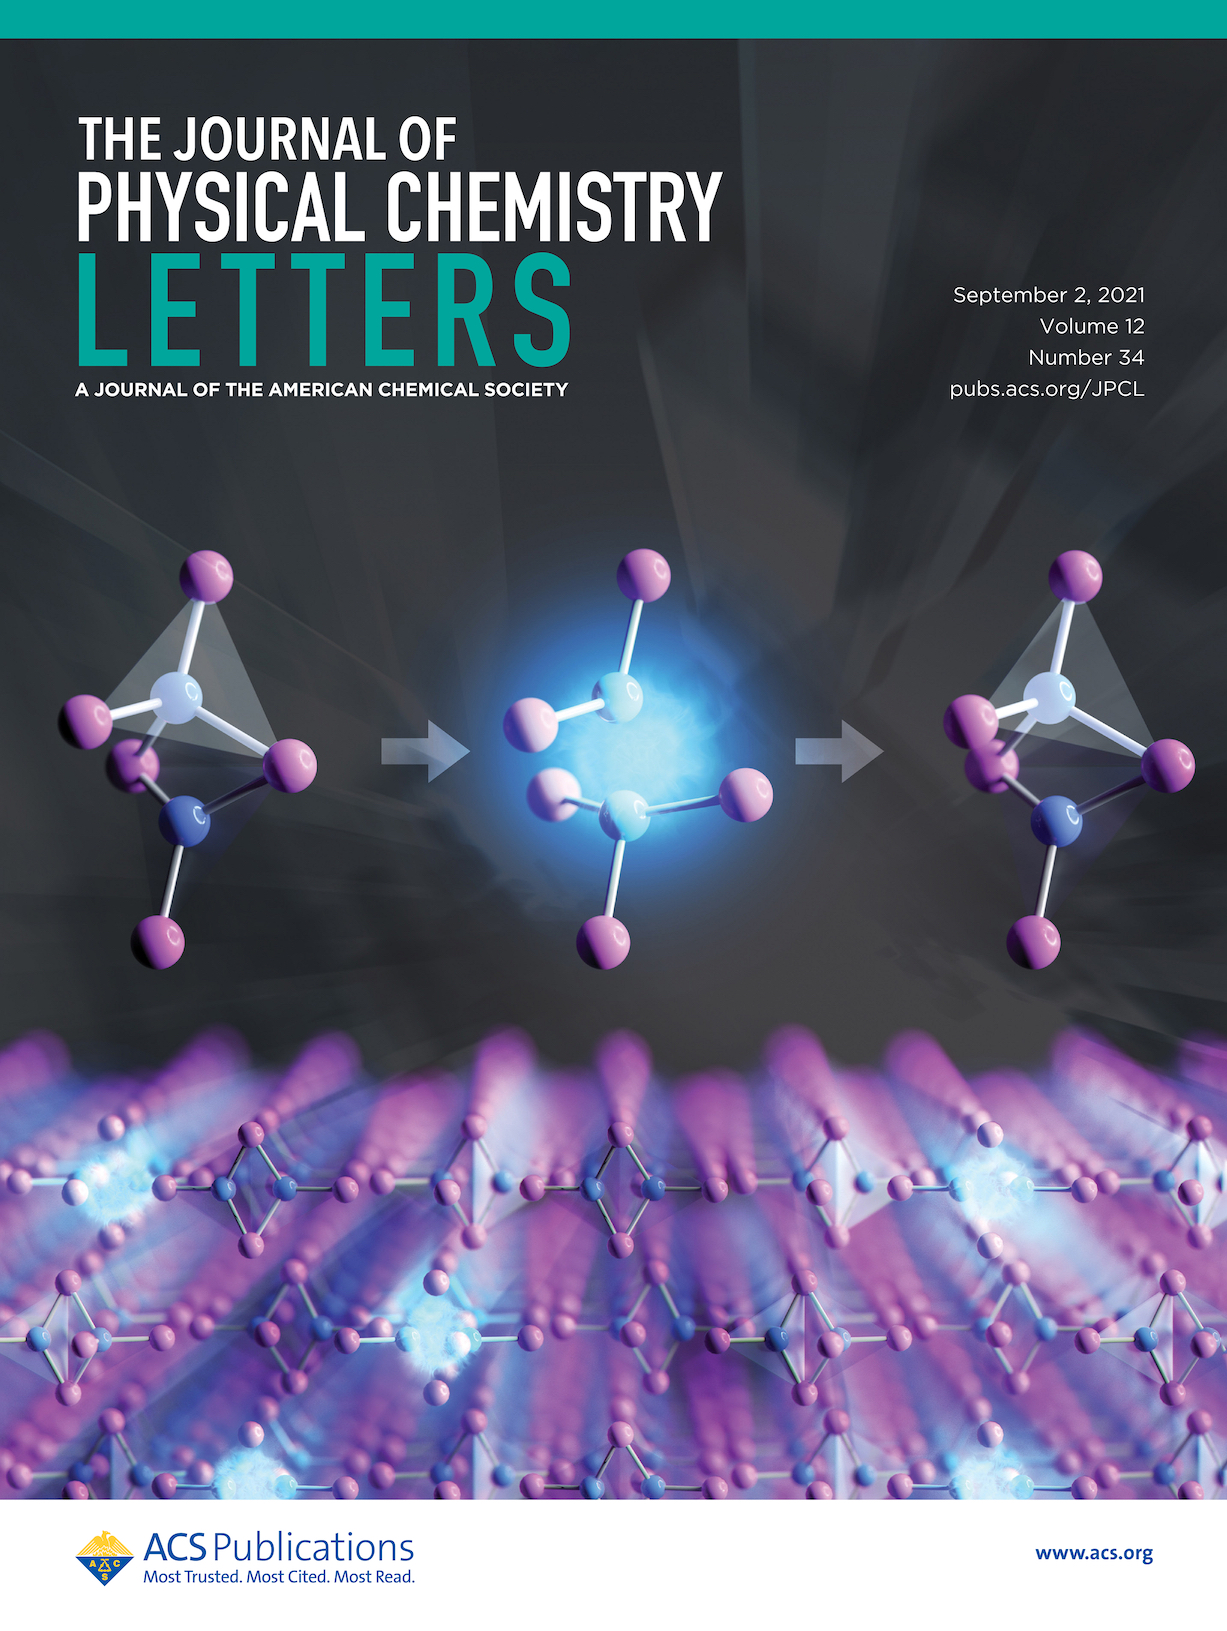 THE JOURNAL OF
PHYSICAL CHEMISTRY
LETTERS
A JOURNAL OF THE AMERICAN CHEMICAL SOCIETY
September 2, 2021
Volume 12
Number 34
pubs.acs.org/JPCL
A C
S
ACS Publications
Most Trusted. Most Cited. Most Read.
www.acs.org